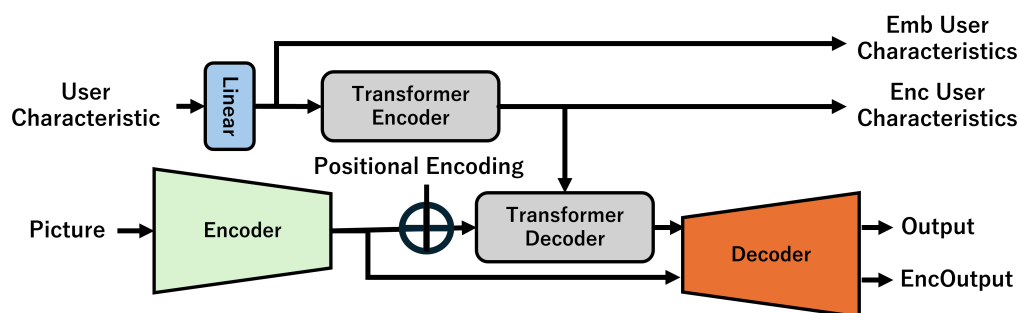 Emb User
Characteristics
User
Characteristic
Linear
Transformer
Encoder
Enc User
Characteristics
Positional Encoding
Picture
Encoder
Transformer
Decoder
Decoder
Output
EncOutput